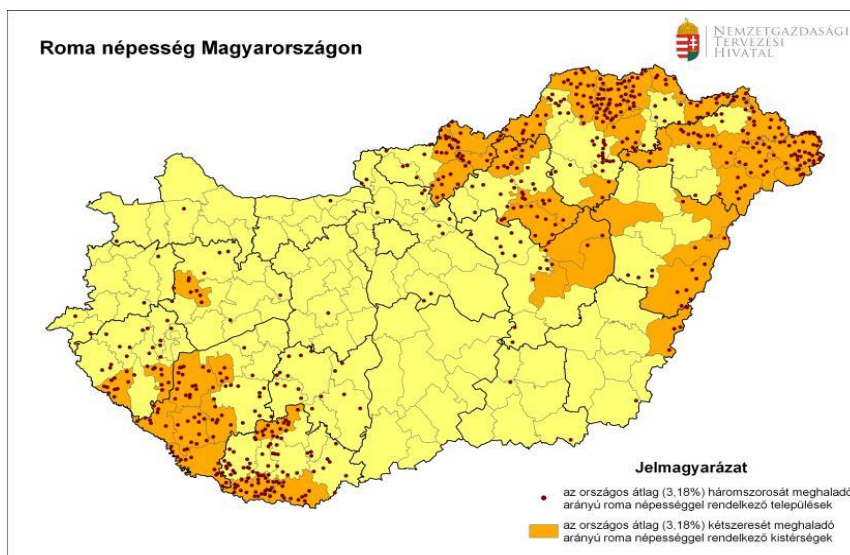 Roma népesség Magyarországon
NEMZETGAZDASÁGI
TERVEZÉSI
HIVATAL
Jelmagyarázat
az országos átlag (3,18%) háromszorosát meghaladó
arányú roma népességgel rendelkező települések
az országos átlag (3,18%) kétszeresét meghaladó
arányú roma népességgel rendelkező kistérségek